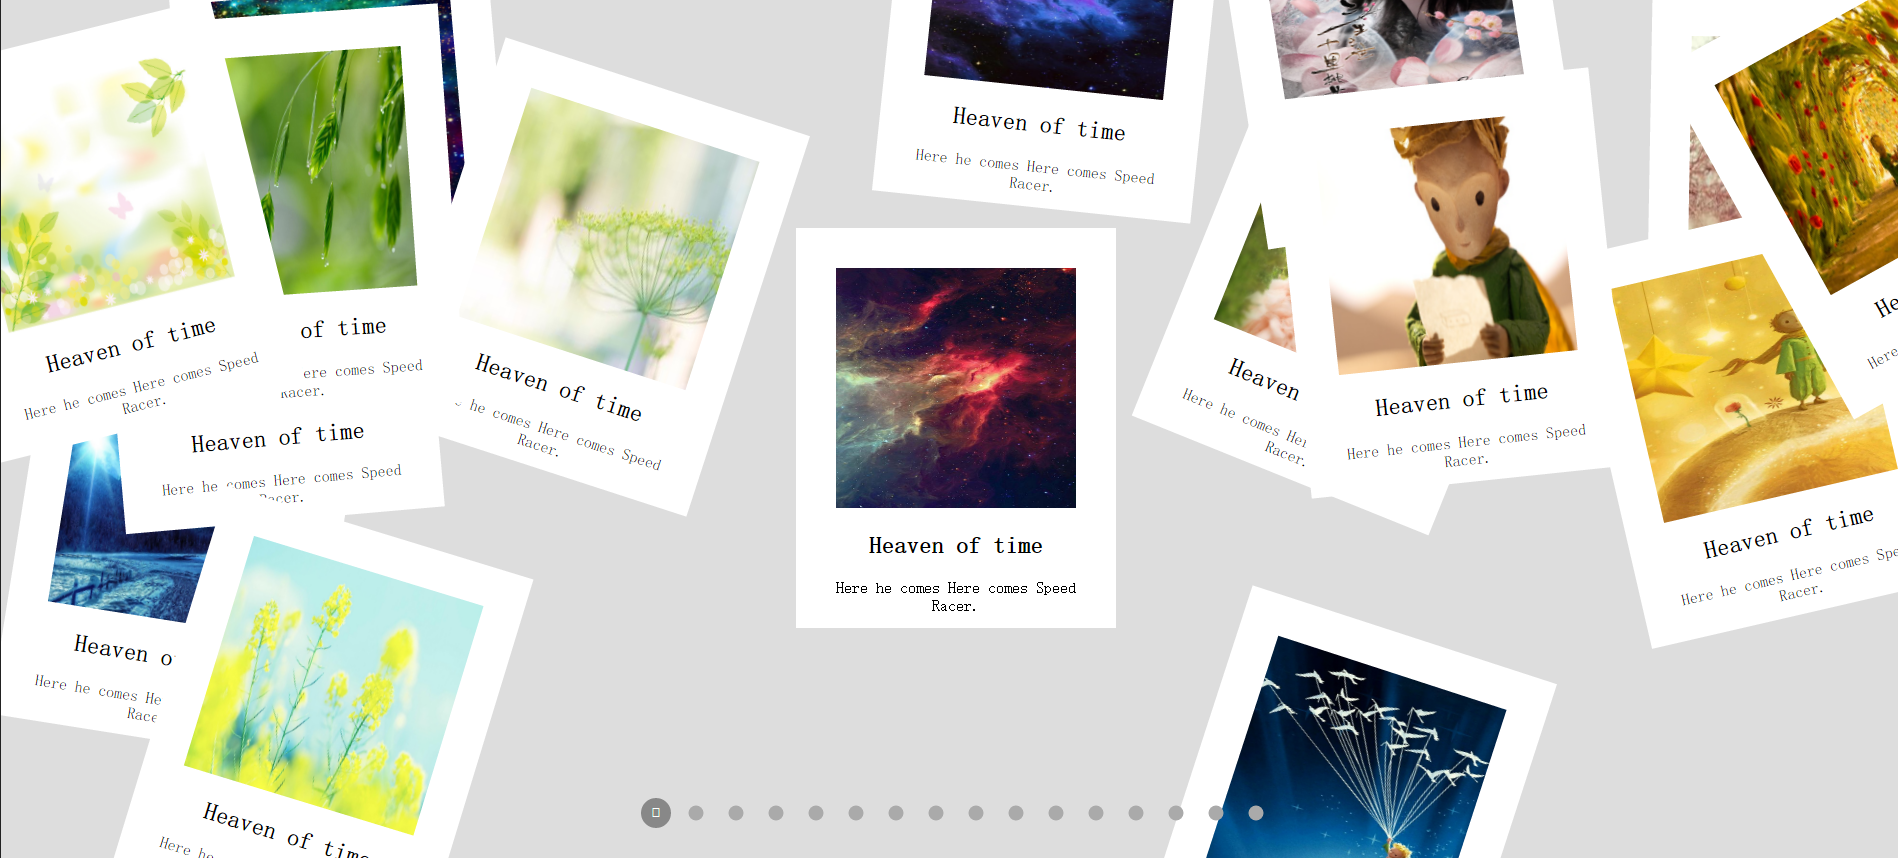 Heaven of time
Here he comes Here comes Speed
Racer.
of time
ere comes Speed
Racer.
Heaven of time
Here he comes Here comes Speed
Racer.
Heaven of time
he comes Here comes Speed
Racer.
Heaven of time
Here he comes Here comes Speed
Racer.
Heaven of time
Here he comes Here comes Speed
Racer.
Heaven
Here he comes Her
Racer.
Heaven of time
Here he comes Here comes Speed
Racer.
He
Here
Heaven of time
Here he comes Here comes Spe
Racer.
Heaven o
Here he comes He
Race
Heaven of time
Here he